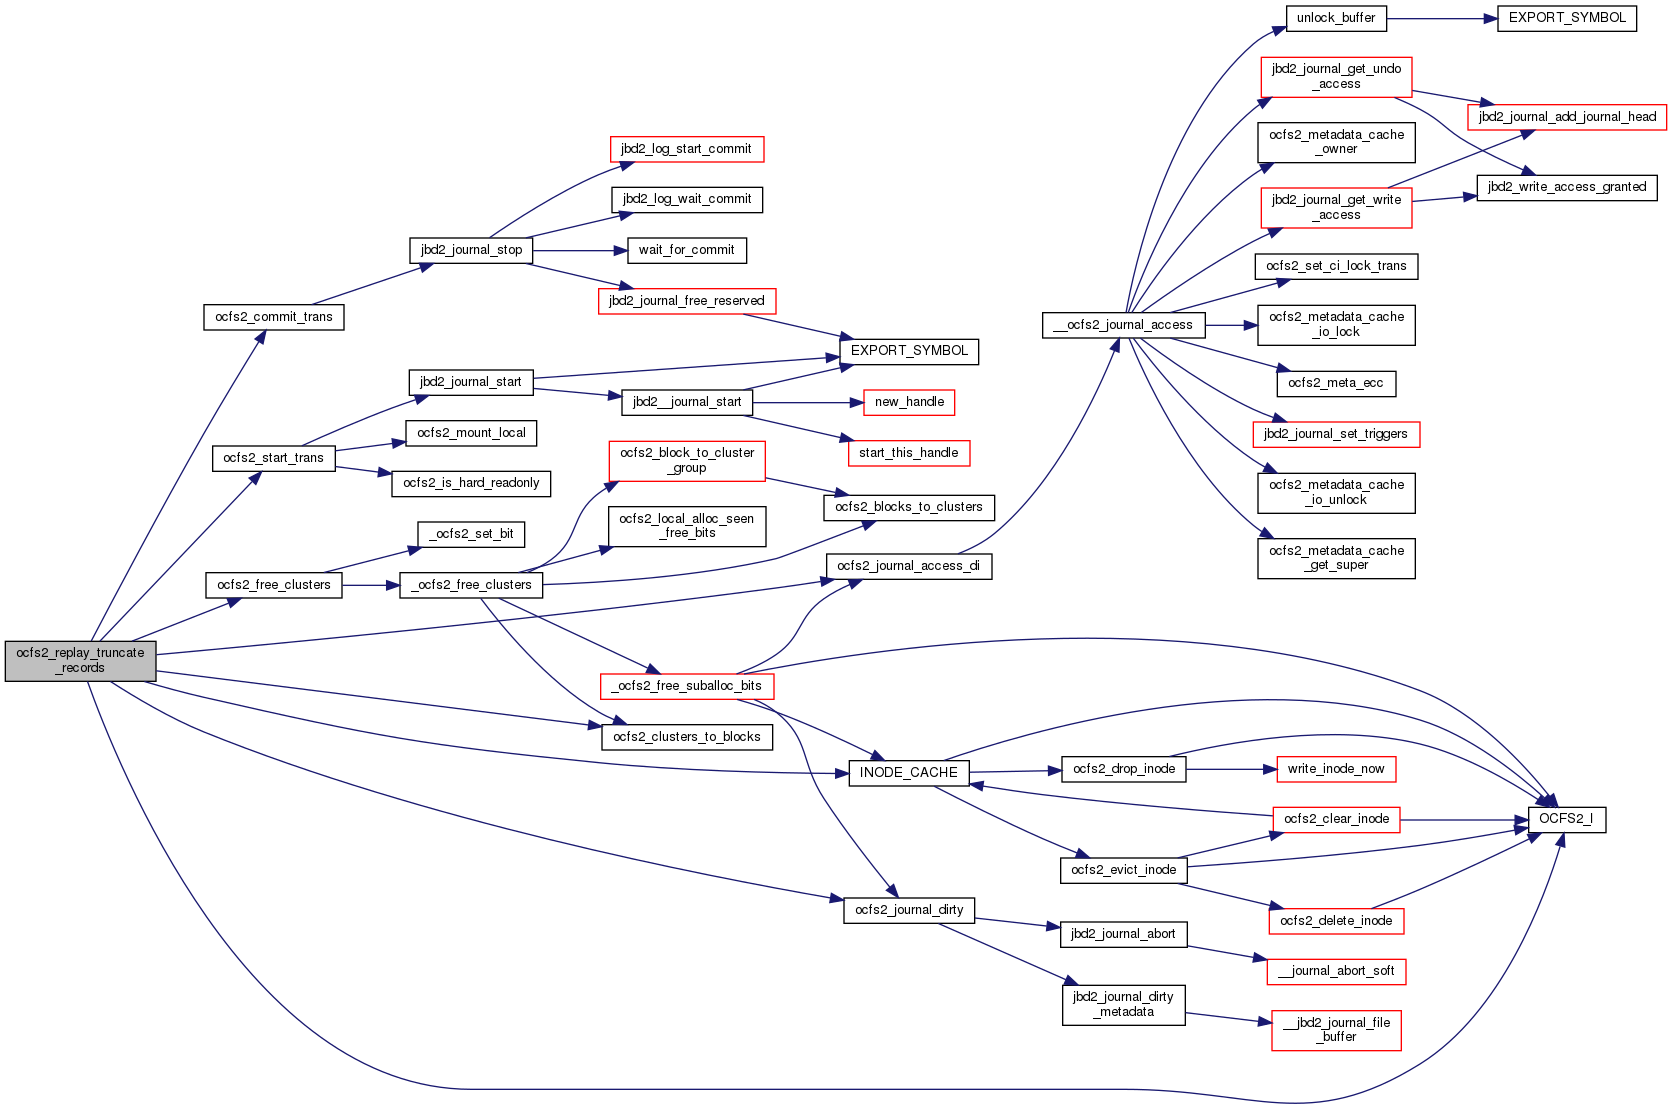 unlock_buffer
EXPORT_SYMBOL
jbd2_journal_get_undo
_access
jbd2_journal_add_journal_head
ocfs2_metadata_cache
_owner
jbd2_log_start_commit
jbd2_write_access_granted
jbd2_log_wait_commit
jbd2_journal_get_write
_access
jbd2_journal_stop
wait_for_commit
ocfs2_set_ci_lock_trans
jbd2_journal_free_reserved
ocfs2_commit_trans
__ocfs2_journal_access
ocfs2_metadata_cache
_io_lock
EXPORT_SYMBOL
jbd2_journal_start
ocfs2_meta_ecc
jbd2__journal_start
new_handle
ocfs2_mount_local
jbd2_journal_set_triggers
ocfs2_start_trans
start_this_handle
ocfs2_block_to_cluster
_group
ocfs2_is_hard_readonly
ocfs2_metadata_cache
_io_unlock
ocfs2_blocks_to_clusters
ocfs2_local_alloc_seen
_free_bits
_ocfs2_set_bit
ocfs2_metadata_cache
_get_super
ocfs2_journal_access_di
ocfs2_free_clusters
_ocfs2_free_clusters
ocfs2_replay_truncate
_records
_ocfs2_free_suballoc_bits
ocfs2_clusters_to_blocks
INODE_CACHE
ocfs2_drop_inode
write_inode_now
ocfs2_clear_inode
OCFS2_I
ocfs2_evict_inode
ocfs2_journal_dirty
ocfs2_delete_inode
jbd2_journal_abort
__journal_abort_soft
jbd2_journal_dirty
_metadata
__jbd2_journal_file
_buffer